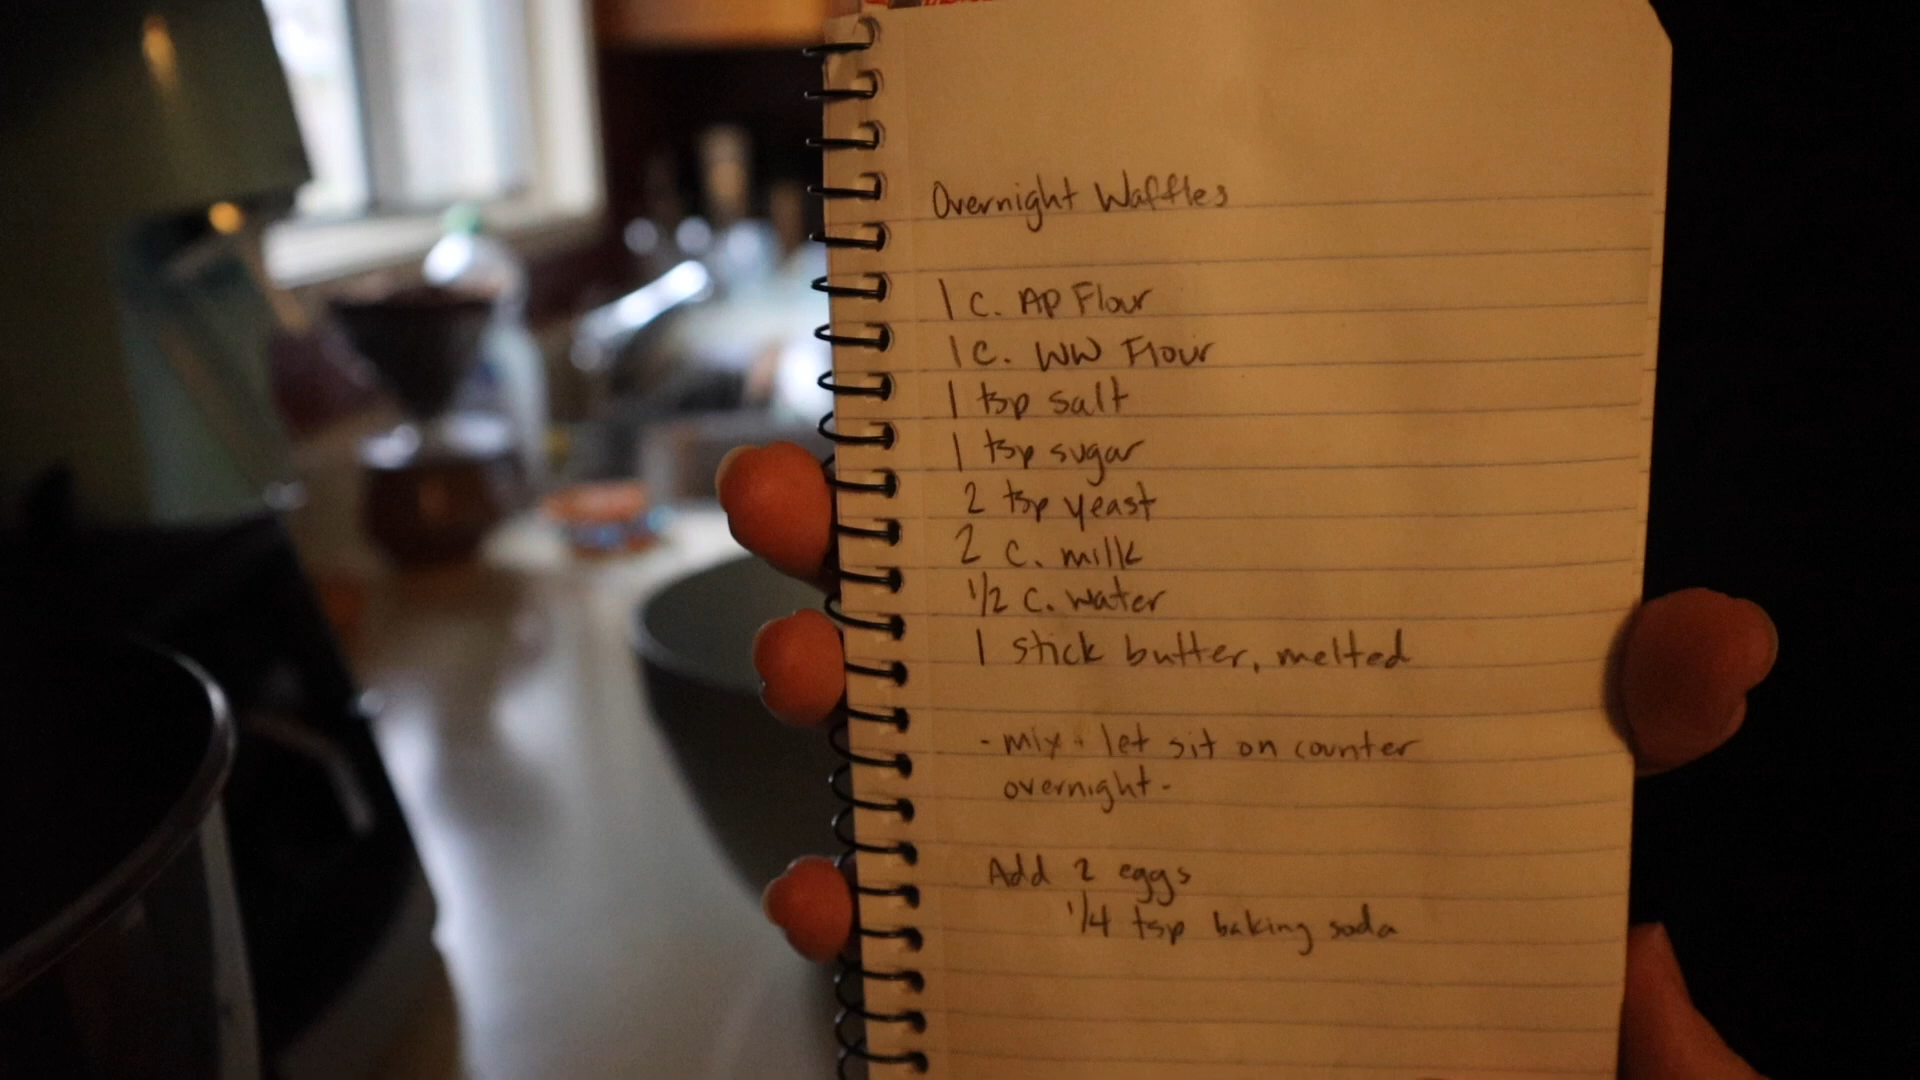 Overnight Waffles
1 c. AP Flour
1 c. WW Flour
1 tsp salt
1 tsp sugar
2 tsp yeast
2 c. milk
1/2 c. water
1 stick butter, melted
- mix + let sit on counter
overnight -
Add 2 eggs
1/4 tsp baking soda